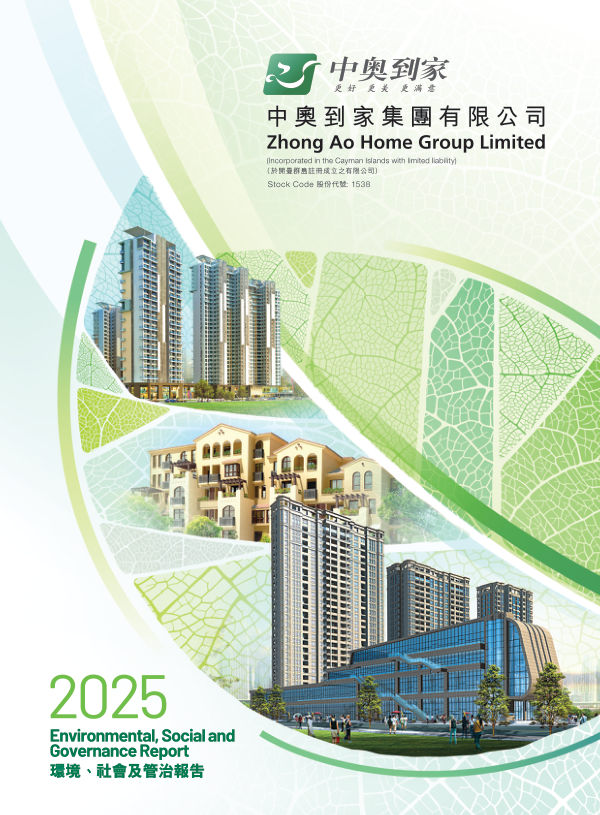 中奥到家
更好 更美 更滿意
中奧到家集團有限公司
Zhong Ao Home Group Limited
(Incorporated in the Cayman Islands with limited liability)
(於開曼群島註冊成立之有限公司)
Stock Code 股份代號: 1538
2025
Environmental, Social and
Governance Report
環境、社會及管治報告